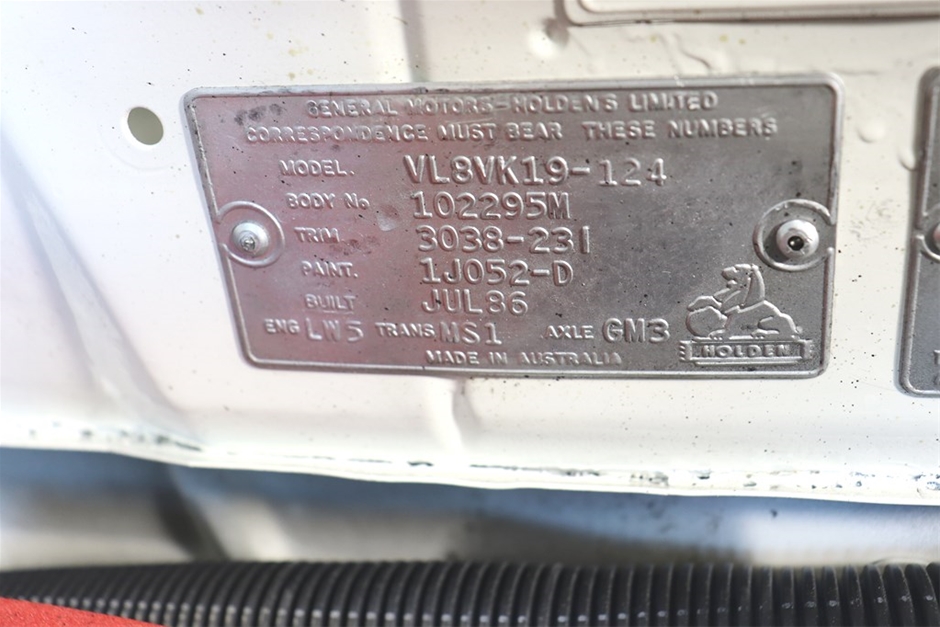 GENERAL MOTORS-HOLDEN'S LIMITED
CORRESPONDENCE MUST BEAR THESE NUMBERS
MODEL. VL8VK19-124
BODY No 102295M
TRIM 3038-231
PAINT. 1J052-D
BUILT JUL86
ENG LW5 TRANS MS1 AXLE GM3
HOLDEN
MADE IN AUSTRALIA